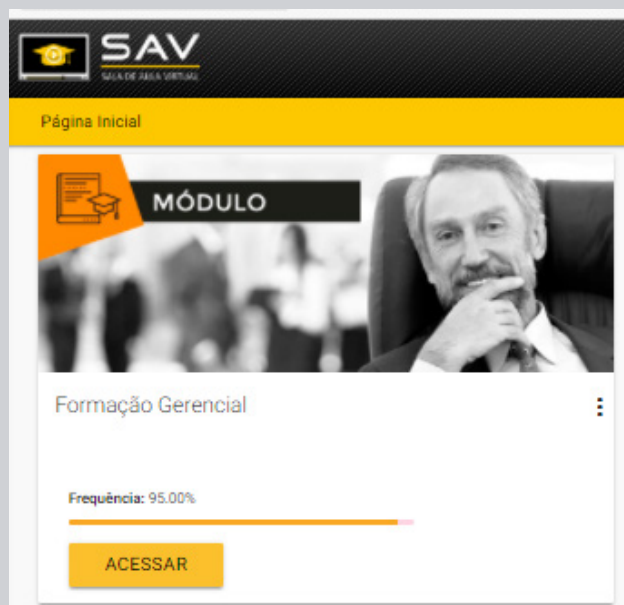 SAV
SALA DE AULA VIRTUAL
Página Inicial
MÓDULO
Formação Gerencial
Frequência: 95.00%
ACESSAR